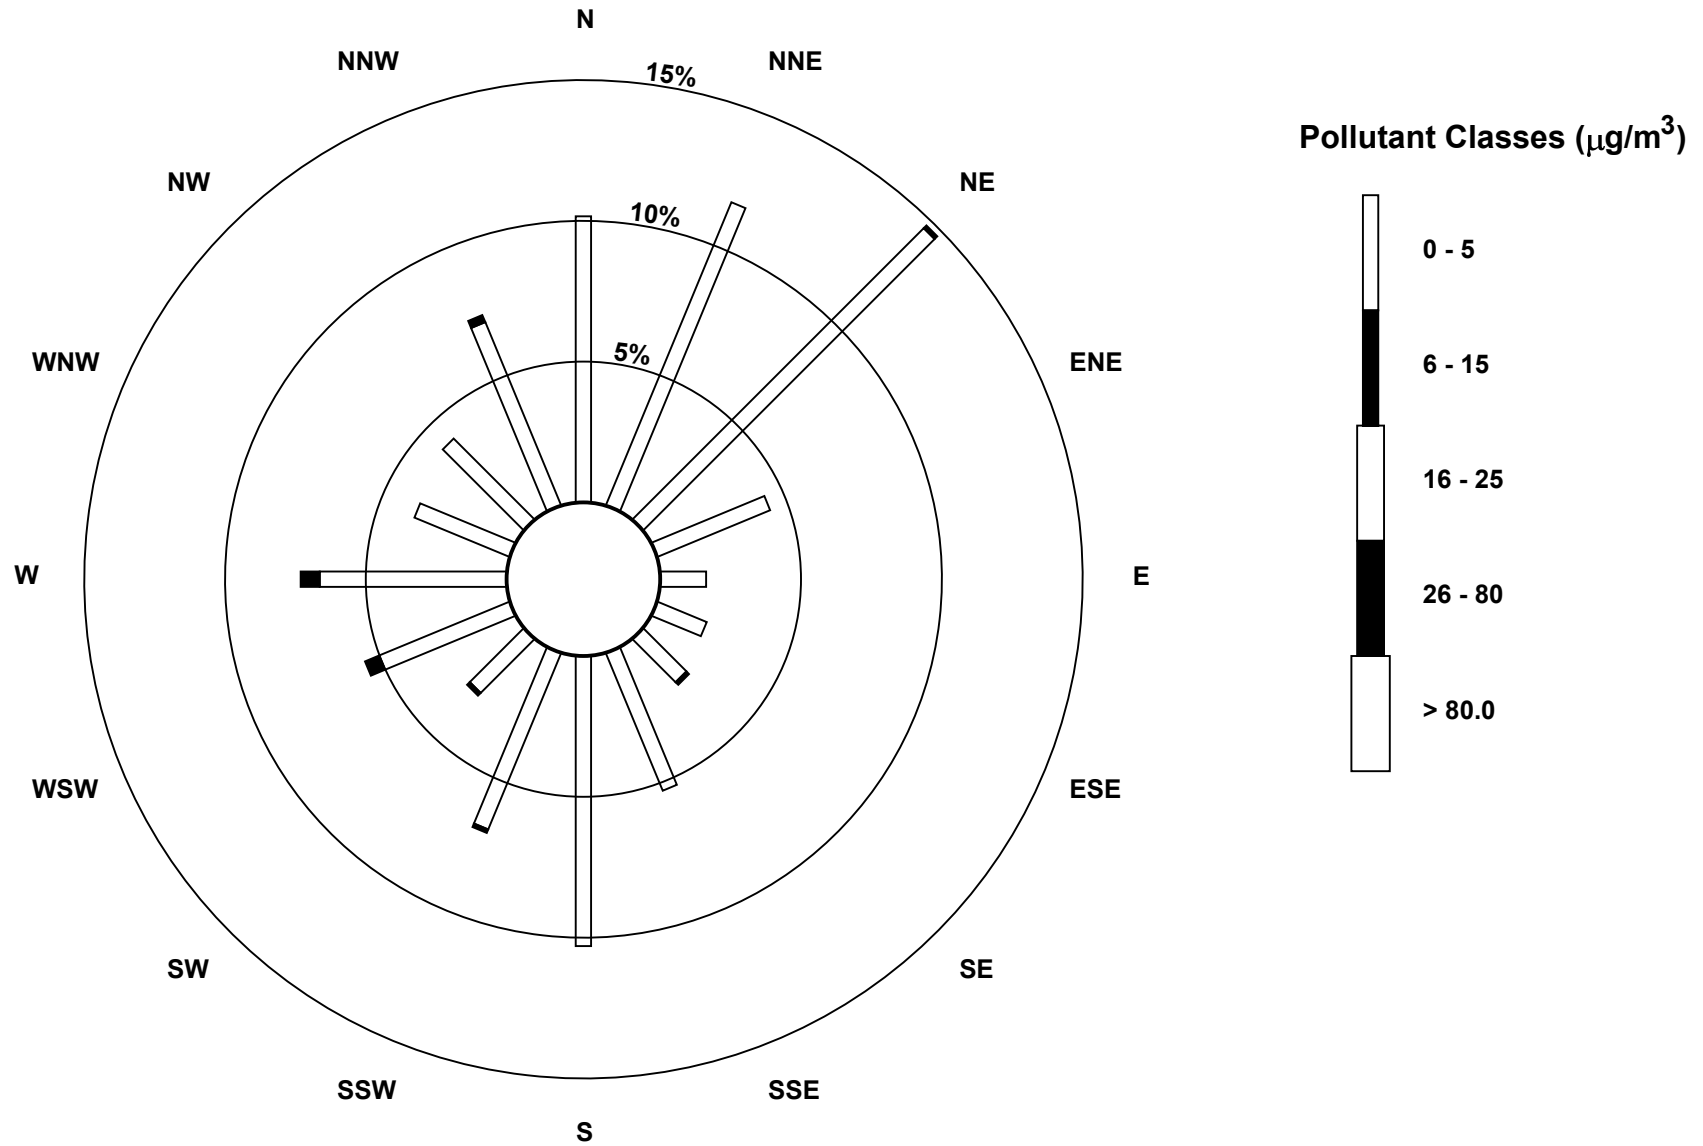 N
NNW
NNE
15%
Pollutant Classes (μg/m³)
NW
NE
10%
0 - 5
5%
WNW
ENE
6 - 15
16 - 25
W
E
26 - 80
> 80.0
WSW
ESE
SW
SE
SSW
SSE
S